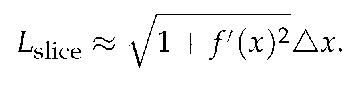 L_slice ≈ √(1 + f′(x)²)△x.